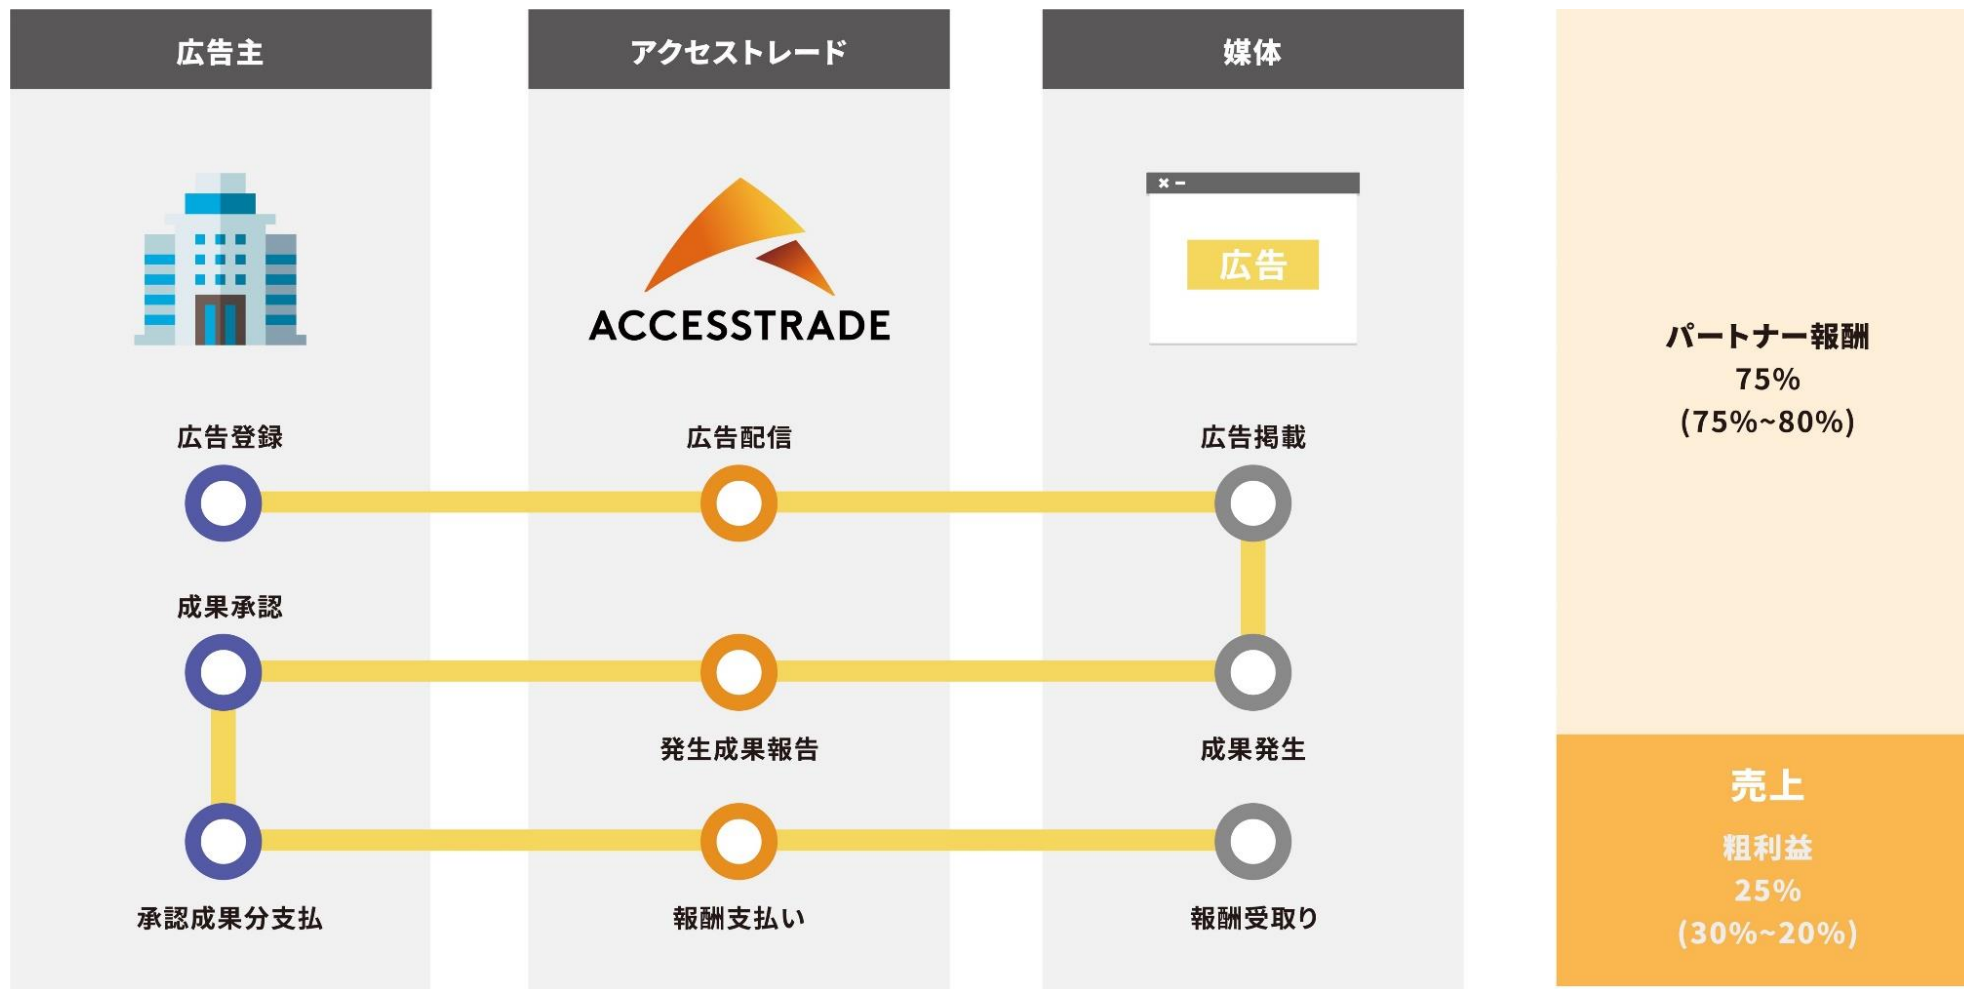 広告主
アクセストレード
媒体
ACCESSTRADE
広告
広告登録
広告配信
広告掲載
成果承認
発生成果報告
成果発生
承認成果分支払
報酬支払い
報酬受取り
パートナー報酬
75%
(75%~80%)
売上
粗利益
25%
(30%~20%)